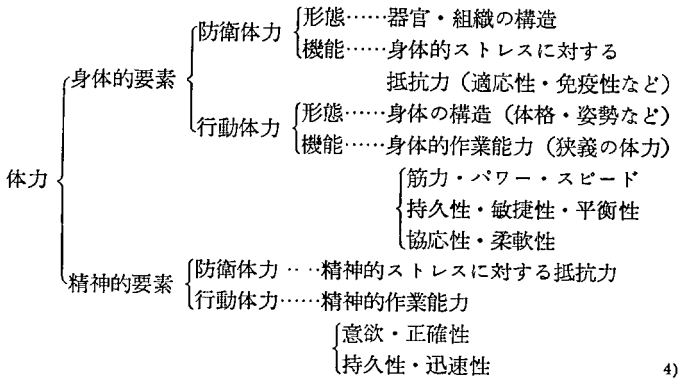 防衛体力 形態……器官・組織の構造
機能……身体的ストレスに対する
身体的要素 抵抗力（適応性・免疫性など）
行動体力 形態……身体の構造（体格・姿勢など）
機能……身体的作業能力（狭義の体力）
体力 筋力・パワー・スピード
持久性・敏捷性・平衡性
協応性・柔軟性
精神的要素 防衛体力‥‥精神的ストレスに対する抵抗力
行動体力……精神的作業能力
意欲・正確性
持久性・迅速性 4)